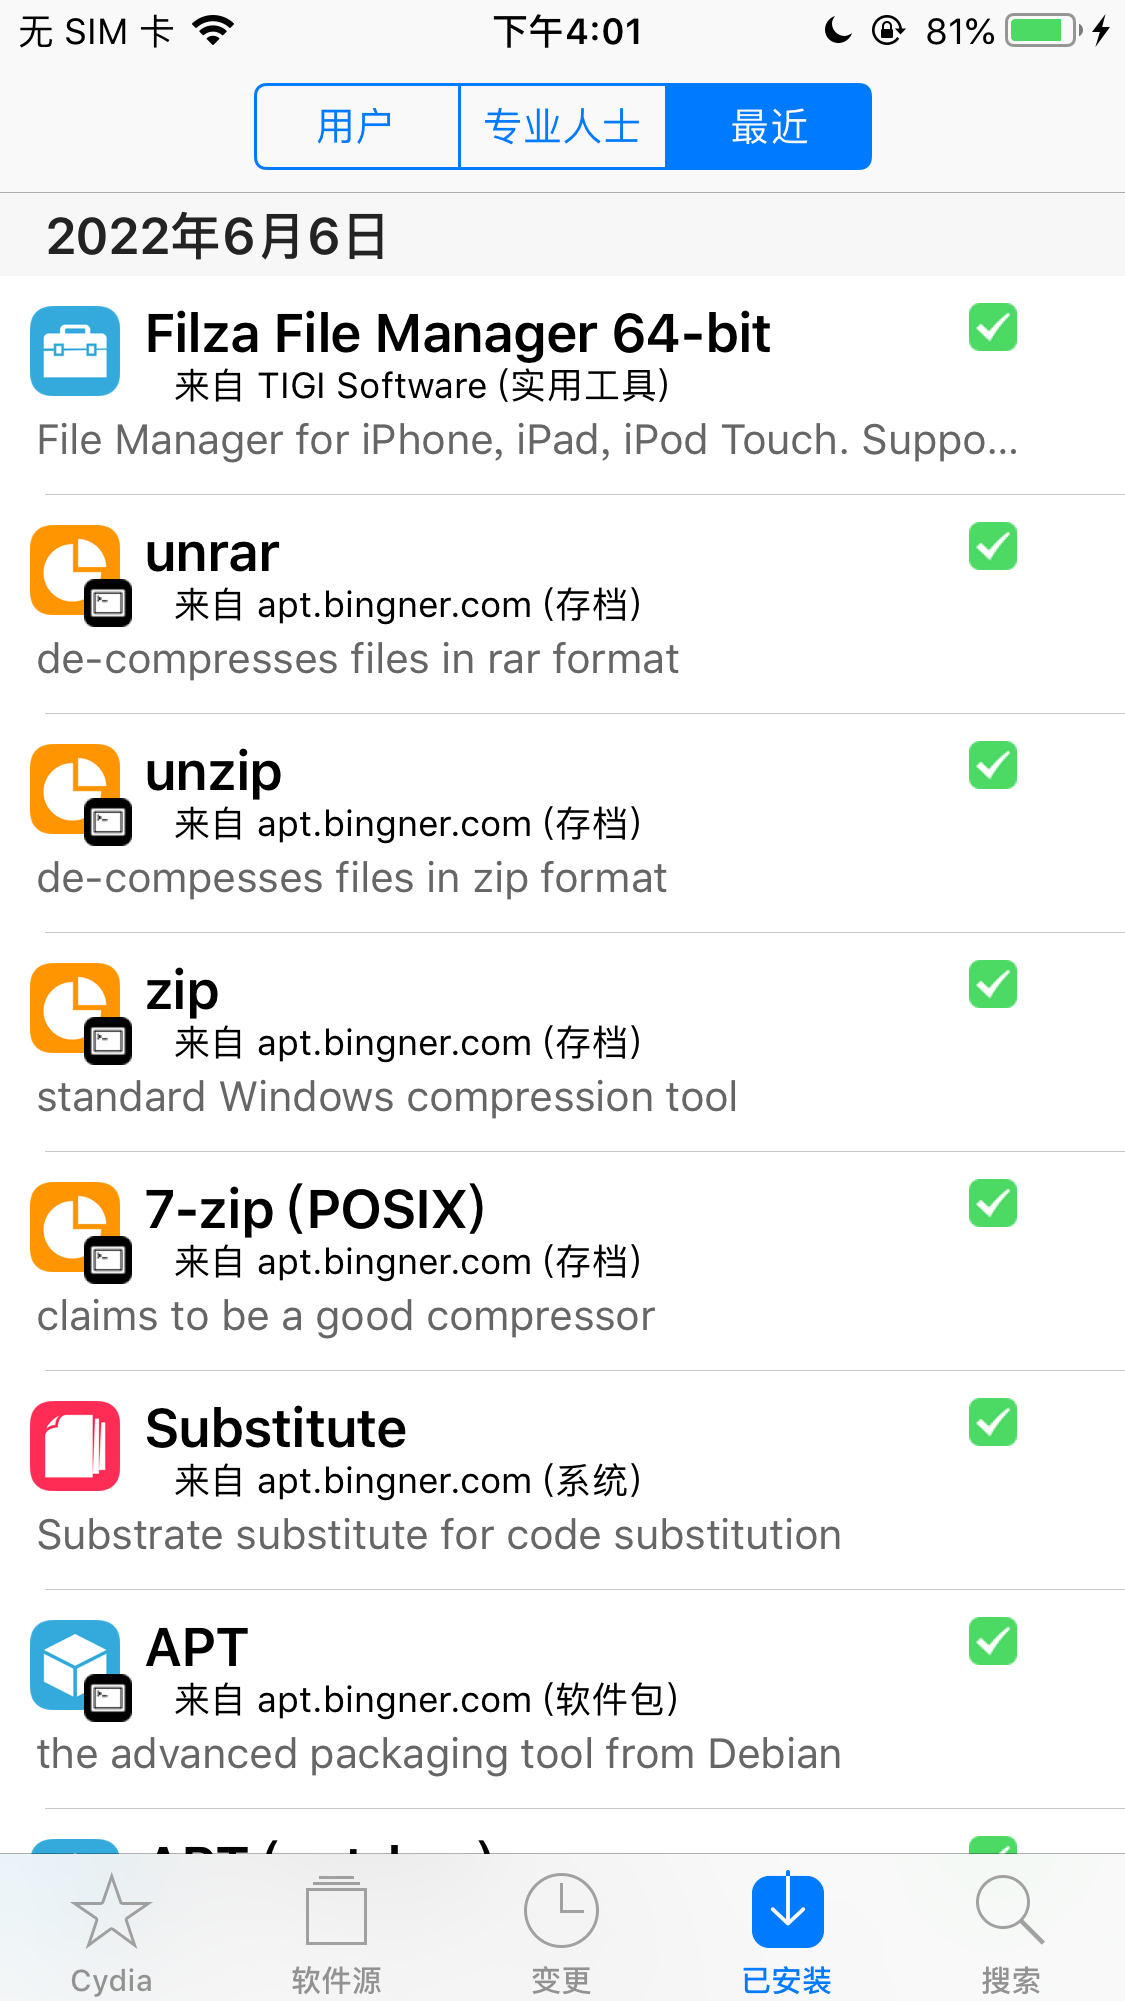 无 SIM 卡
下午4:01
81%
用户
专业人士
最近
2022年6月6日
Filza File Manager 64-bit
来自 TIGI Software (实用工具)
File Manager for iPhone, iPad, iPod Touch. Suppo...
unrar
来自 apt.bingner.com (存档)
de-compresses files in rar format
unzip
来自 apt.bingner.com (存档)
de-compesses files in zip format
zip
来自 apt.bingner.com (存档)
standard Windows compression tool
7-zip (POSIX)
来自 apt.bingner.com (存档)
claims to be a good compressor
Substitute
来自 apt.bingner.com (系统)
Substrate substitute for code substitution
APT
来自 apt.bingner.com (软件包)
the advanced packaging tool from Debian
Cydia
软件源
变更
已安装
搜索